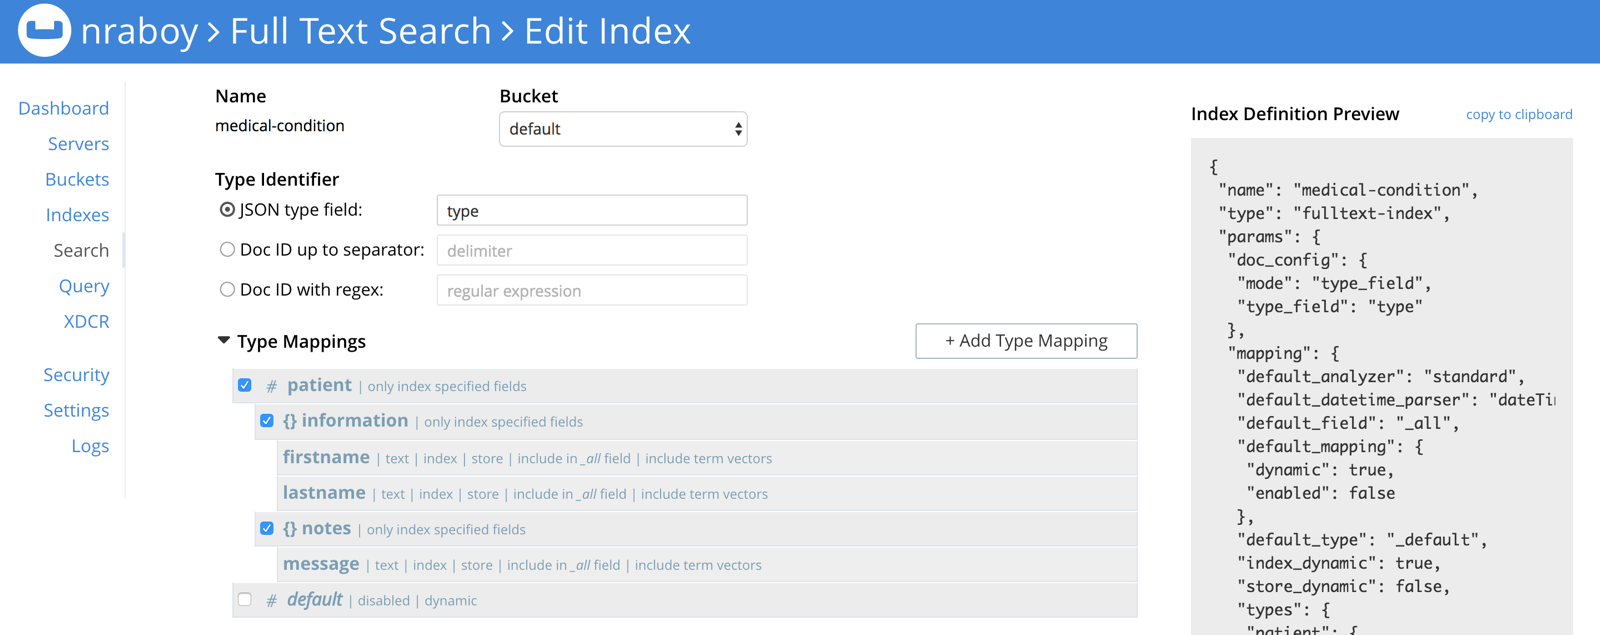 nraboy > Full Text Search > Edit Index
Dashboard
Servers
Buckets
Indexes
Search
Query
XDCR
Security
Settings
Logs
Name
medical-condition
Bucket
default
Type Identifier
JSON type field: type
Doc ID up to separator: delimiter
Doc ID with regex: regular expression
Type Mappings
+ Add Type Mapping
# patient | only index specified fields
{} information | only index specified fields
firstname | text | index | store | include in _all field | include term vectors
lastname | text | index | store | include in _all field | include term vectors
{} notes | only index specified fields
message | text | index | store | include in _all field | include term vectors
# default | disabled | dynamic
Index Definition Preview
copy to clipboard
{
"name": "medical-condition",
"type": "fulltext-index",
"params": {
"doc_config": {
"mode": "type_field",
"type_field": "type"
},
"mapping": {
"default_analyzer": "standard",
"default_datetime_parser": "dateTi
"default_field": "_all",
"default_mapping": {
"dynamic": true,
"enabled": false
},
"default_type": "_default",
"index_dynamic": true,
"store_dynamic": false,
"types": {
"patient": {